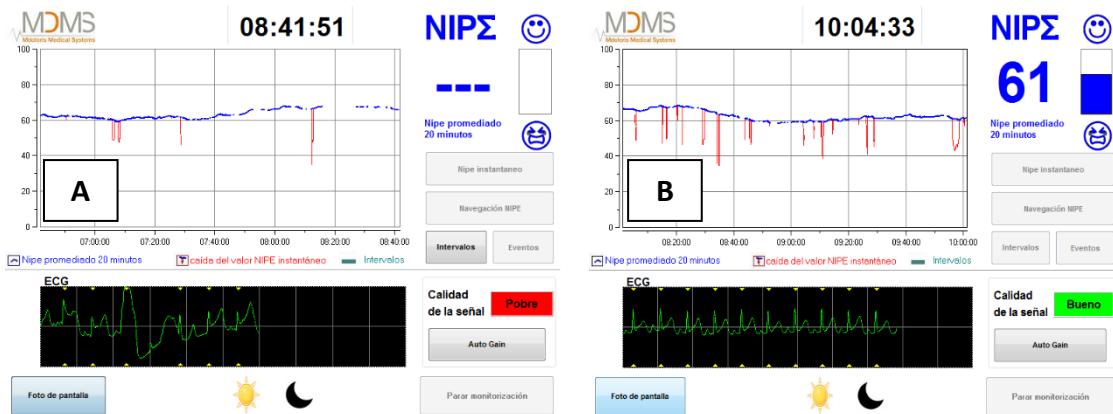 MDMS
Mdoloris Medical Systems
08:41:51
NIPΣ
---
Nipe promediado
20 minutos
100
80
60
40
20
0
A
07:00:00 07:20:00 07:40:00 08:00:00 08:20:00 08:40:00
Nipe promediado 20 minutos caída del valor NIPE instantáneo Intervalos
Nipe instantaneo
Navegación NIPE
Intervalos Eventos
ECG
Calidad
de la señal
Pobre
Auto Gain
Foto de pantalla
Parar monitorización
MDMS
Mdoloris Medical Systems
10:04:33
NIPΣ
61
Nipe promediado
20 minutos
100
80
60
40
20
0
B
08:20:00 08:40:00 09:00:00 09:20:00 09:40:00 10:00:00
Nipe promediado 20 minutos caída del valor NIPE instantáneo Intervalos
Nipe instantaneo
Navegación NIPE
Intervalos Eventos
ECG
Calidad
de la señal
Bueno
Auto Gain
Foto de pantalla
Parar monitorización